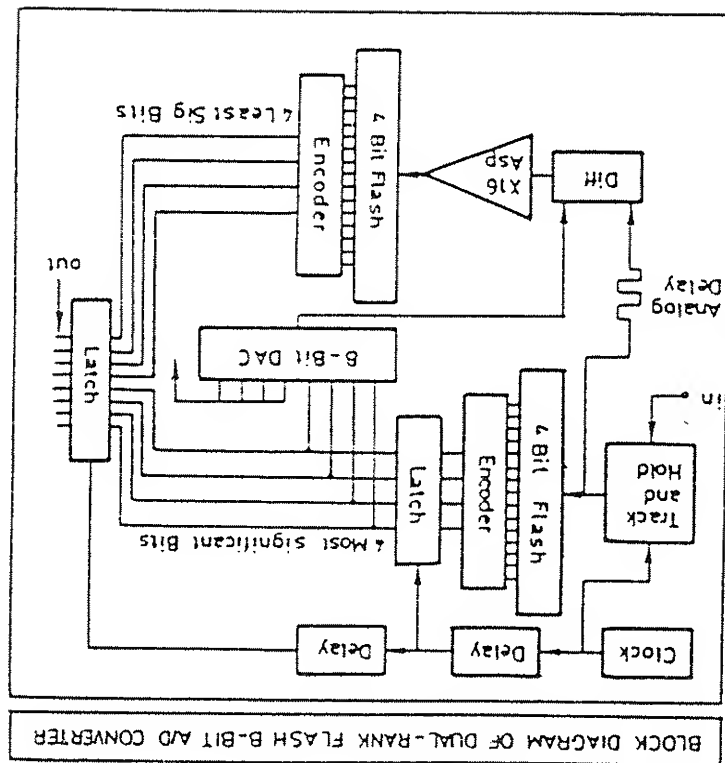 BLOCK DIAGRAM OF DUAL-RANK FLASH 8-BIT A/D CONVERTER
Clock
Delay
Delay
Track
and
Hold
in
4 Bit Flash
Encoder
Latch
4 Most significant Bits
Latch
out
8-Bit DAC
Analog
Delay
Diff
X16
Asp
4 Bit Flash
Encoder
4 Least Sig Bits